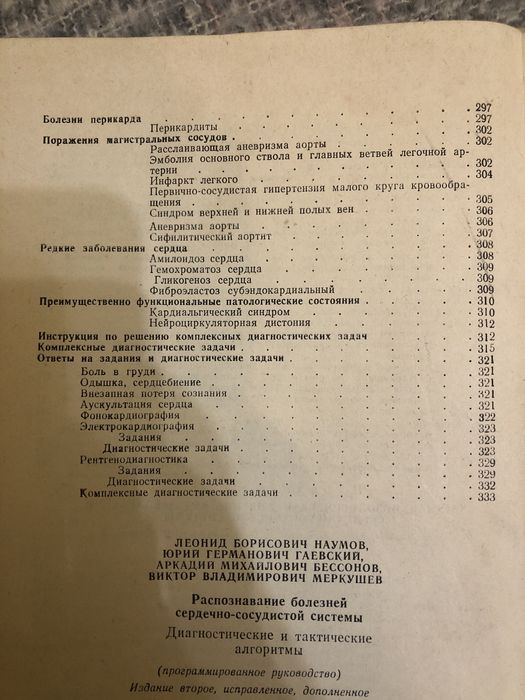 Болезни перикарда . . . . . . . . . . . 297
Перикардиты . . . . . . . . . . 297
Поражения магистральных сосудов . . . . . . . . 302
Расслаивающая аневризма аорты . . . . . . 302
Эмболия основного ствола и главных ветвей легочной ар-
терии . . . . . . . . . . . . 302
Инфаркт легкого . . . . . . . . . 304
Первично-сосудистая гипертензия малого круга кровообра-
щения . . . . . . . . . . . . 305
Синдром верхней и нижней полых вен . . . . . 306
Аневризма аорты . . . . . . . . . 306
Сифилитический аортит . . . . . . . . 307
Редкие заболевания сердца . . . . . . . . . 308
Амилоидоз сердца . . . . . . . . . 308
Гемохроматоз сердца . . . . . . . . 309
Гликогеноз сердца . . . . . . . . 309
Фиброэластоз субэндокардиальный . . . . . . 309
Преимущественно функциональные патологические состояния . 310
Кардиальгический синдром . . . . . . . 310
Нейроциркуляторная дистония . . . . . . 312
Инструкция по решению комплексных диагностических задач 312
Комплексные диагностические задачи . . . . . . . 315
Ответы на задания и диагностические задачи . . . . . 321
Боль в груди . . . . . . . . . . . 321
Одышка, сердцебиение . . . . . . . . 321
Внезапная потеря сознания . . . . . . . 321
Аускультация сердца . . . . . . . . 321
Фонокардиография . . . . . . . . . 322
Электрокардиография . . . . . . . . 323
Задания . . . . . . . . . . 323
Диагностические задачи . . . . . . . 323
Рентгенодиагностика . . . . . . . . 329
Задания . . . . . . . . . . 329
Диагностические задачи . . . . . . . 332
Комплексные диагностические задачи . . . . . . 333
ЛЕОНИД БОРИСОВИЧ НАУМОВ,
ЮРИЙ ГЕРМАНОВИЧ ГАЕВСКИЙ,
АРКАДИЙ МИХАЙЛОВИЧ БЕССОНОВ,
ВИКТОР ВЛАДИМИРОВИЧ МЕРКУШЕВ
Распознавание болезней
сердечно-сосудистой системы
Диагностические и тактические
алгоритмы
(программированное руководство)
Издание второе, исправленное, дополненное